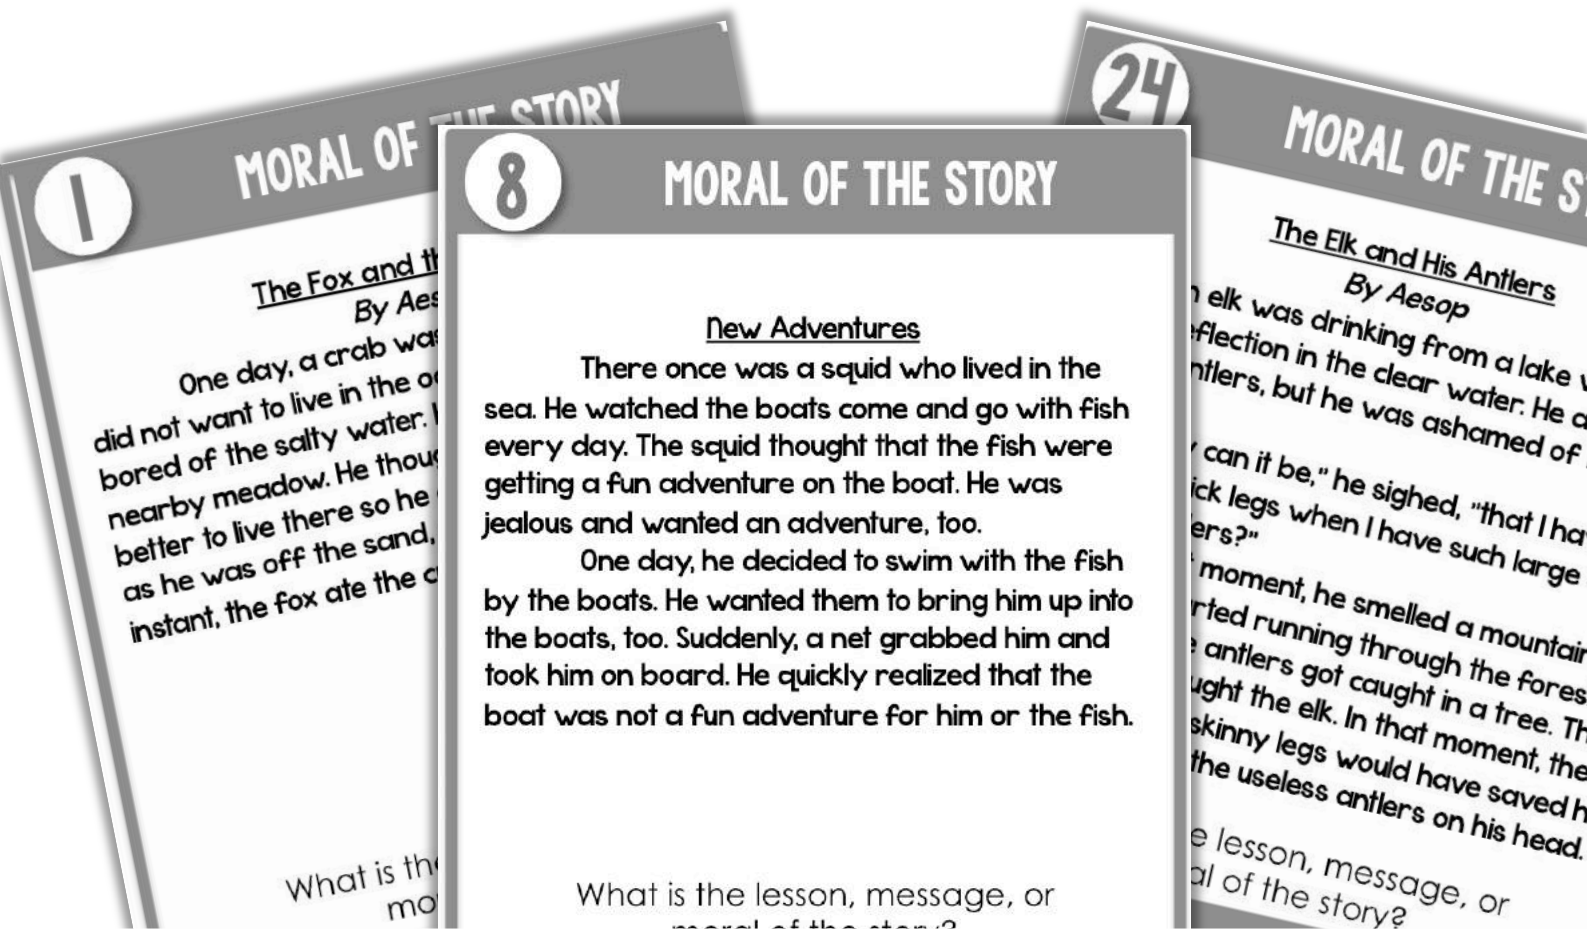 1
MORAL OF THE STORY
The Fox and
By
One day, a crab
did not want to live in the
bored of the salty water.
nearby meadow. He
better to live there so he
as he was off the sand,
instant, the fox ate the
What is
8
MORAL OF THE STORY
New Adventures
There once was a squid who lived in the
sea. He watched the boats come and go with fish
every day. The squid thought that the fish were
getting a fun adventure on the boat. He was
jealous and wanted an adventure, too.
One day, he decided to swim with the fish
by the boats. He wanted them to bring him up into
the boats, too. Suddenly, a net grabbed him and
took him on board. He quickly realized that the
boat was not a fun adventure for him or the fish.
What is the lesson, message, or
moral of the story?
24
MORAL OF THE
The Elk and His Antlers
By Aesop
elk was drinking from a lake
in the clear water. He
but he was ashamed of
can it be," he sighed, "that I
legs when I have such large
moment, he smelled a mountain
running through the
antlers got caught in a tree.
the elk. In that moment, the
skinny legs would have saved
the useless antlers on his head.
lesson, message, or
of the story?